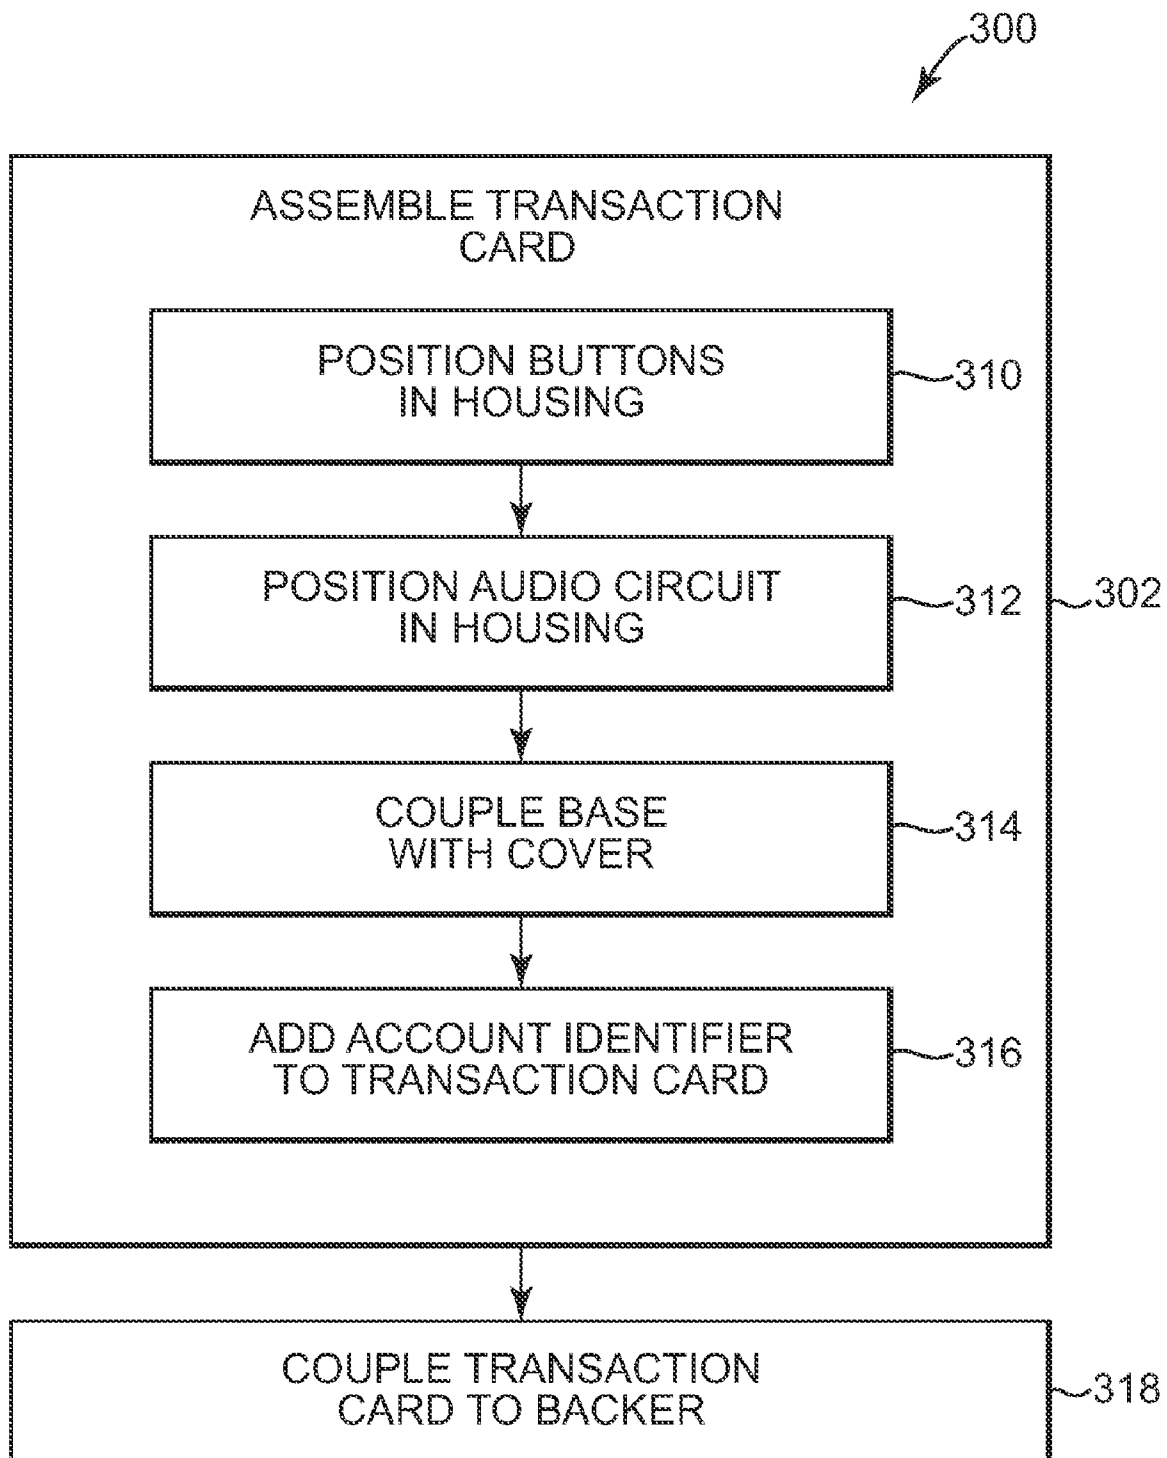 300
ASSEMBLE TRANSACTION
CARD
POSITION BUTTONS
IN HOUSING
310
POSITION AUDIO CIRCUIT
IN HOUSING
312
302
COUPLE BASE
WITH COVER
314
ADD ACCOUNT IDENTIFIER
TO TRANSACTION CARD
316
COUPLE TRANSACTION
CARD TO BACKER
318